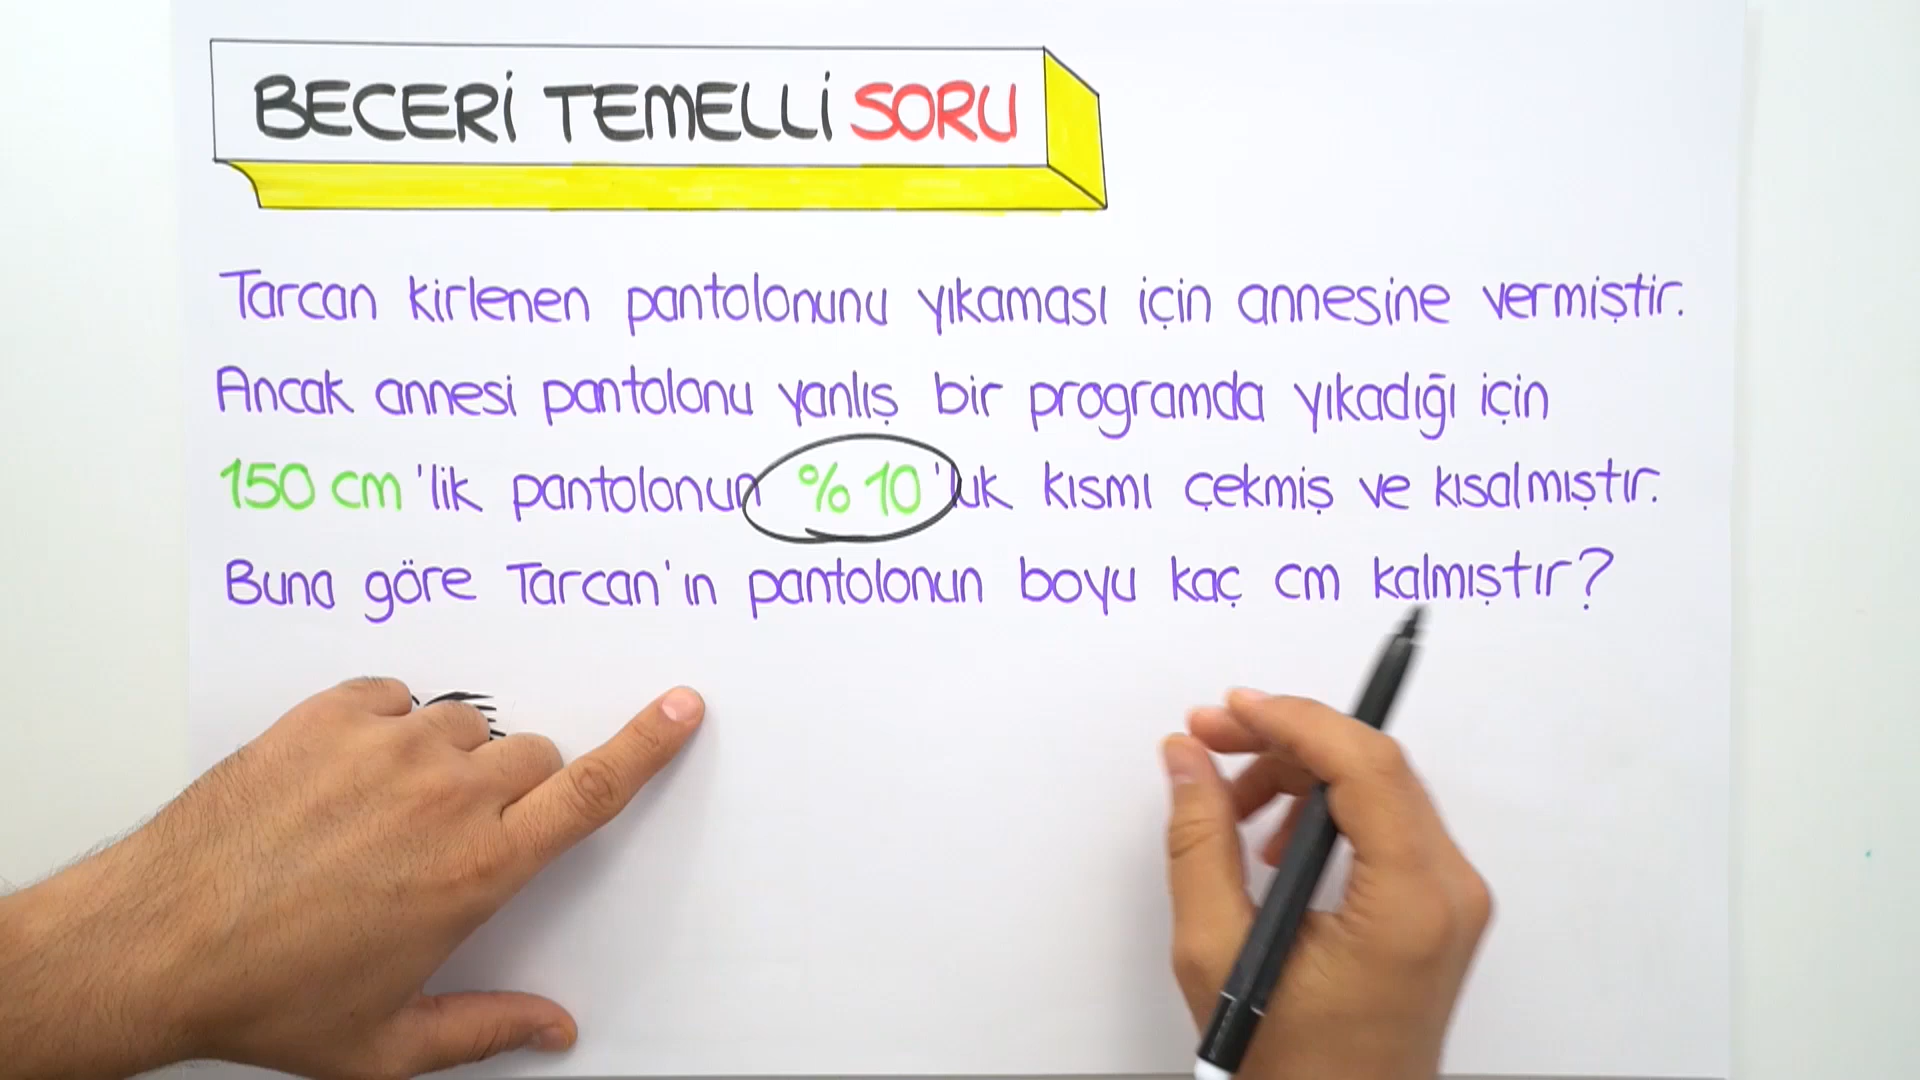 BECERİ TEMELLİ SORU
Tarcan kirlenen pantolonunu yıkaması için annesine vermiştir.
Ancak annesi pantolonu yanlış bir programda yıkadığı için
150 cm'lik pantolonun %10'luk kısmı çekmiş ve kısalmıştır.
Buna göre Tarcan'ın pantolonun boyu kaç cm kalmıştır?